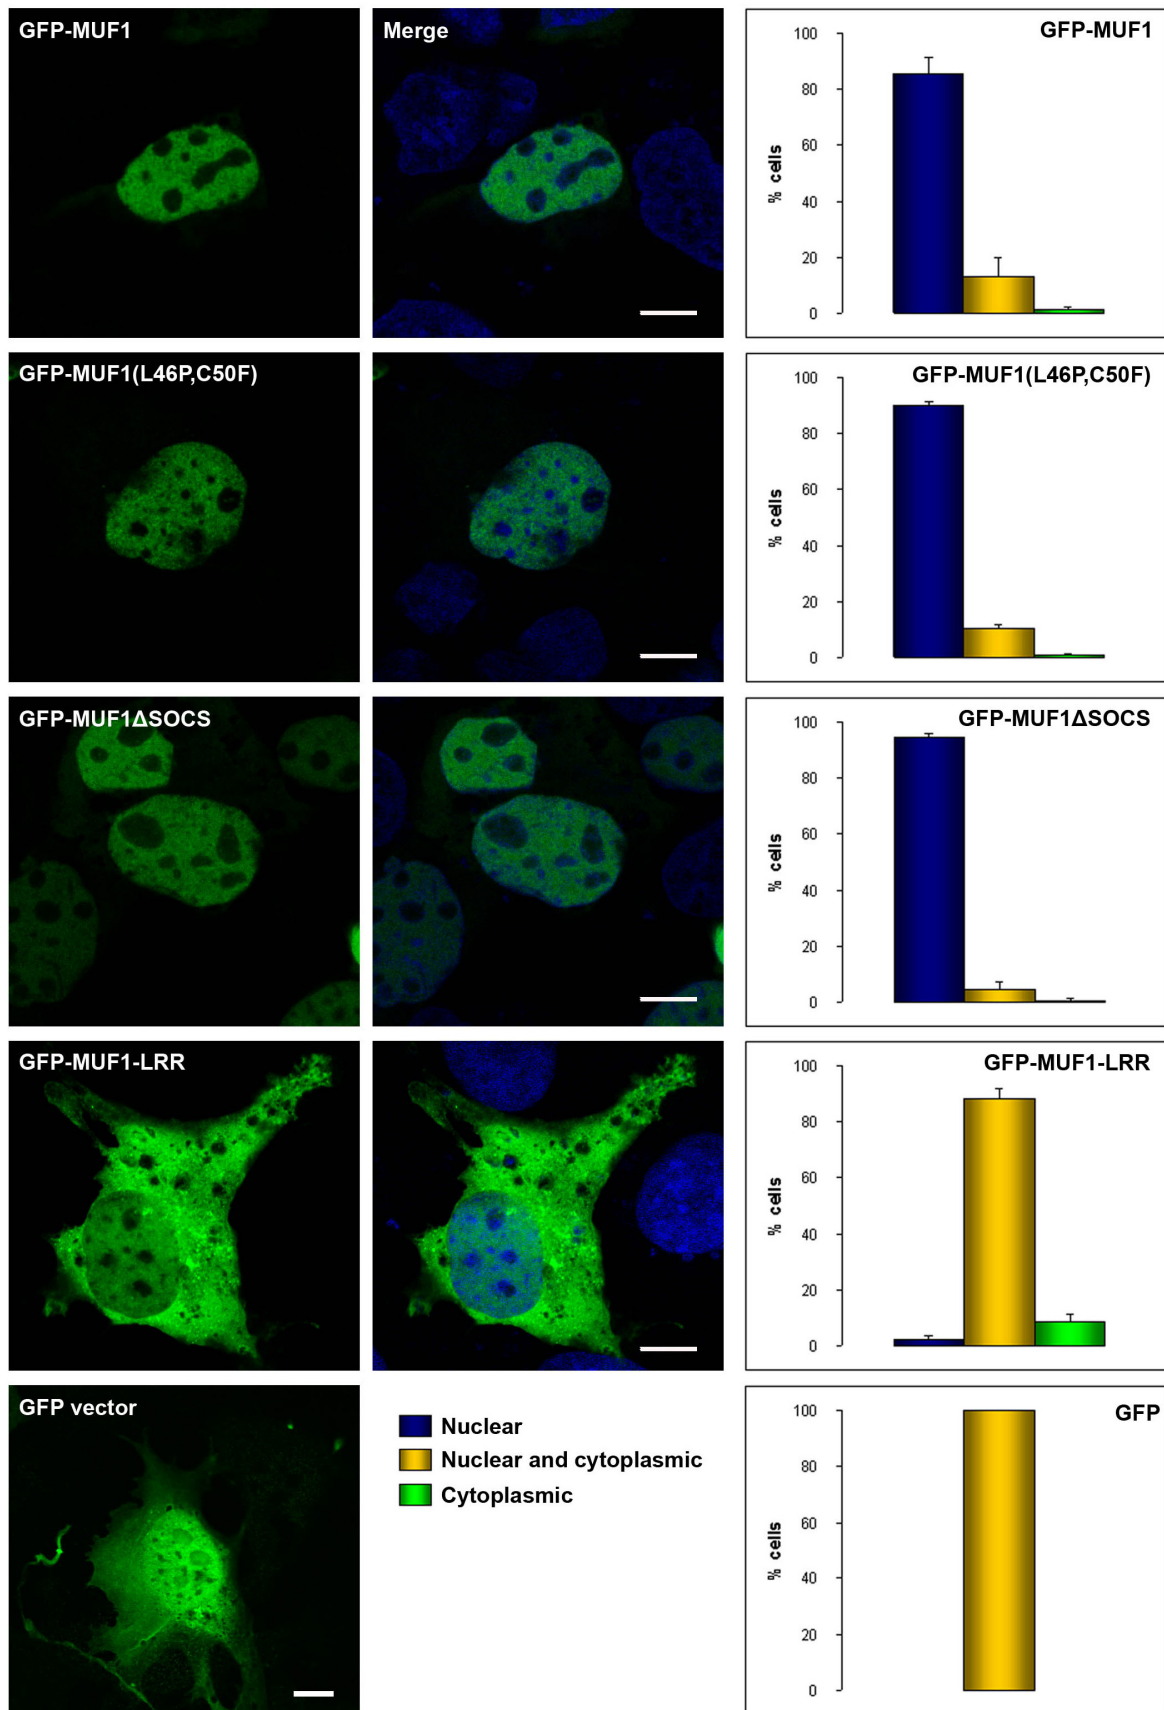 GFP-MUF1
Merge
GFP-MUF1
100
80
60
40
20
0
% cells
GFP-MUF1(L46P,C50F)
GFP-MUF1(L46P,C50F)
100
80
60
40
20
0
% cells
GFP-MUF1ΔSOCS
GFP-MUF1ΔSOCS
100
80
60
40
20
0
% cells
GFP-MUF1-LRR
GFP-MUF1-LRR
100
80
60
40
20
0
% cells
GFP vector
Nuclear
Nuclear and cytoplasmic
Cytoplasmic
GFP
100
80
60
40
20
0
% cells